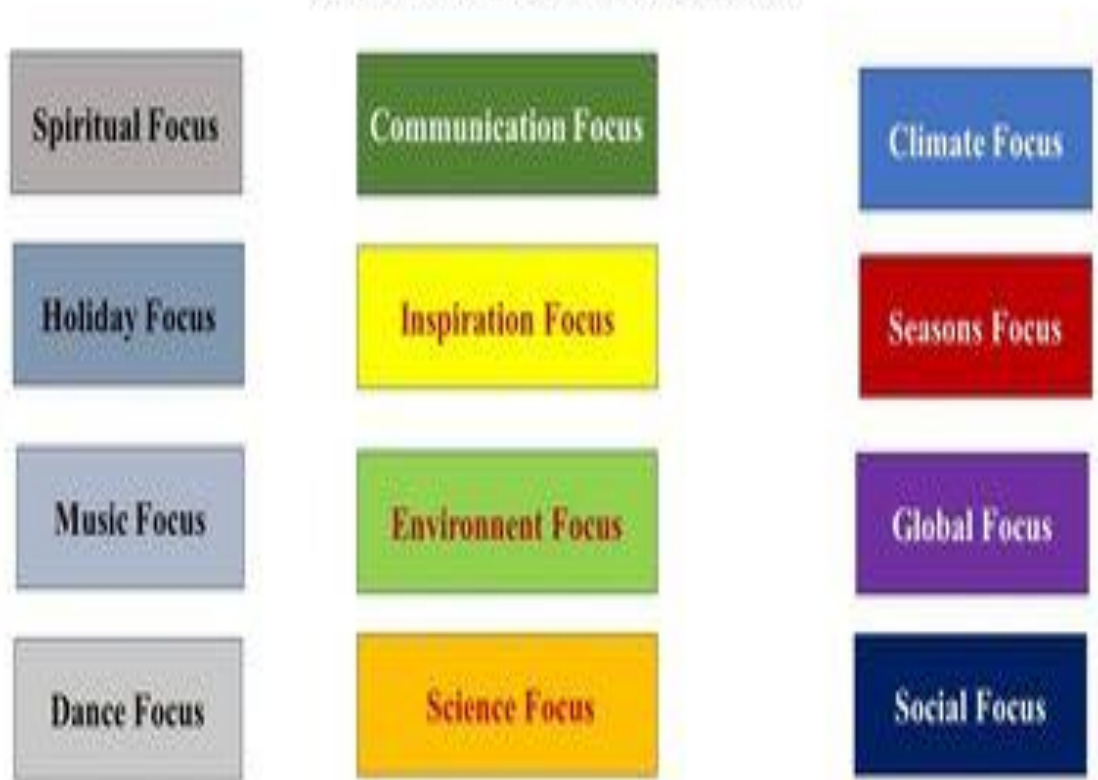 Spiritual Focus
Communication Focus
Climate Focus
Holiday Focus
Inspiration Focus
Seasons Focus
Music Focus
Environnent Focus
Global Focus
Dance Focus
Science Focus
Social Focus